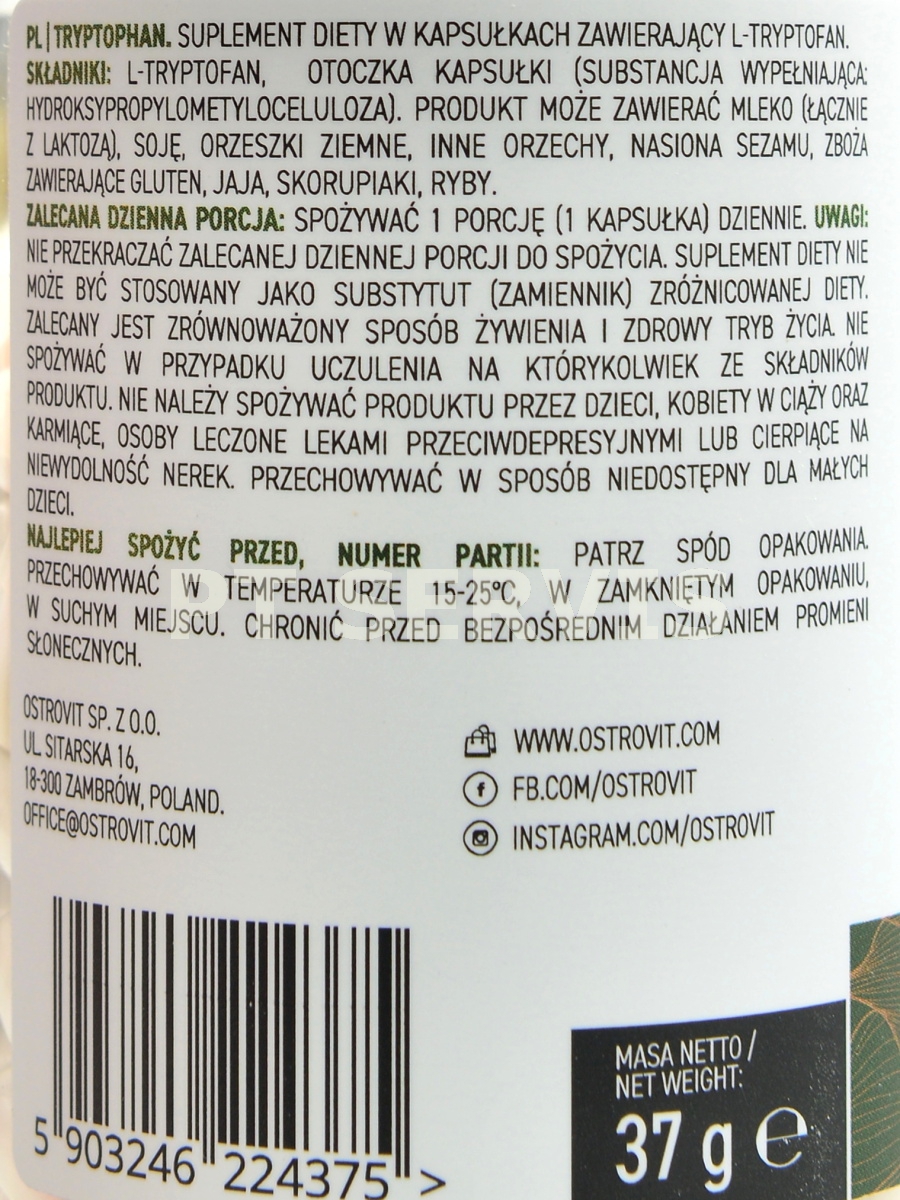 PL|TRYPTOPHAN. SUPLEMENT DIETY W KAPSUŁKACH ZAWIERAJĄCY L-TRYPTOFAN.
SKŁADNIKI: L-TRYPTOFAN, OTOCZKA KAPSUŁKI (SUBSTANCJA WYPEŁNIAJĄCA:
HYDROKSYPROPYLOMETYLOCELULOZA). PRODUKT MOŻE ZAWIERAĆ MLEKO (ŁĄCZNIE
Z LAKTOZĄ), SOJĘ, ORZESZKI ZIEMNE, INNE ORZECHY, NASIONA SEZAMU, ZBOŻA
ZAWIERAJĄCE GLUTEN, JAJA, SKORUPIAKI, RYBY.
ZALECANA DZIENNA PORCJA: SPOŻYWAĆ 1 PORCJĘ (1 KAPSUŁKA) DZIENNIE. UWAGI:
NIE PRZEKRACZAĆ ZALECANEJ DZIENNEJ PORCJI DO SPOŻYCIA. SUPLEMENT DIETY NIE
MOŻE BYĆ STOSOWANY JAKO SUBSTYTUT (ZAMIENNIK) ZRÓŻNICOWANEJ DIETY.
ZALECANY JEST ZRÓWNOWAŻONY SPOSÓB ŻYWIENIA I ZDROWY TRYB ŻYCIA. NIE
SPOŻYWAĆ W PRZYPADKU UCZULENIA NA KTÓRYKOLWIEK ZE SKŁADNIKÓW
PRODUKTU. NIE NALEŻY SPOŻYWAĆ PRODUKTU PRZEZ DZIECI, KOBIETY W CIĄŻY ORAZ
KARMIĄCE, OSOBY LECZONE LEKAMI PRZECIWDEPRESYJNYMI LUB CIERPIĄCE NA
NIEWYDOLNOŚĆ NEREK. PRZECHOWYWAĆ W SPOSÓB NIEDOSTĘPNY DLA MAŁYCH
DZIECI.
NAJLEPIEJ SPOŻYĆ PRZED, NUMER PARTII: PATRZ SPÓD OPAKOWANIA.
PRZECHOWYWAĆ W TEMPERATURZE 15-25°C, W ZAMKNIĘTYM OPAKOWANIU,
W SUCHYM MIEJSCU. CHRONIĆ PRZED BEZPOŚREDNIM DZIAŁANIEM PROMIENI
SŁONECZNYCH.
PT SERVIS
OSTROVIT SP. Z O.O.
UL. SITARSKA 16,
18-300 ZAMBRÓW, POLAND.
OFFICE@OSTROVIT.COM
WWW.OSTROVIT.COM
FB.COM/OSTROVIT
INSTAGRAM.COM/OSTROVIT
5 903246 224375 >
MASA NETTO /
NET WEIGHT:
37 g ℮